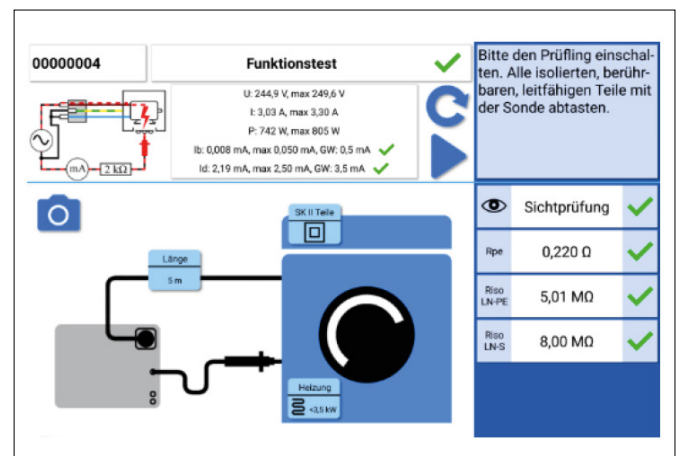 00000004
Funktionstest
U: 244,9 V, max 249,6 V
I: 3,03 A, max 3,30 A
P: 742 W, max 805 W
Ib: 0,008 mA, max 0,050 mA, GW: 0,5 mA
Id: 2,19 mA, max 2,50 mA, GW: 3,5 mA
mA
2 kΩ
Bitte den Prüfling einschal-
ten. Alle isolierten, berühr-
baren, leitfähigen Teile mit
der Sonde abtasten.
SK II Teile
Länge
5 m
Heizung
<3,5 kW
Sichtprüfung
Rpe
0,220 Ω
Riso
LN-PE
5,01 MΩ
Riso
LN-S
8,00 MΩ